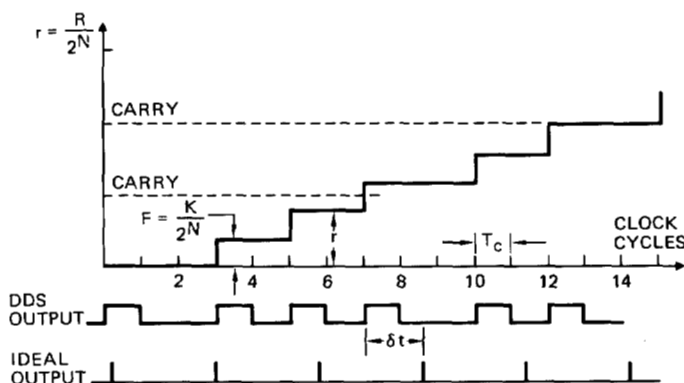 r = R/2^N
CARRY
CARRY
F = K/2^N
r
T_C
CLOCK CYCLES
2 4 6 8 10 12 14
DDS OUTPUT
δt
IDEAL OUTPUT